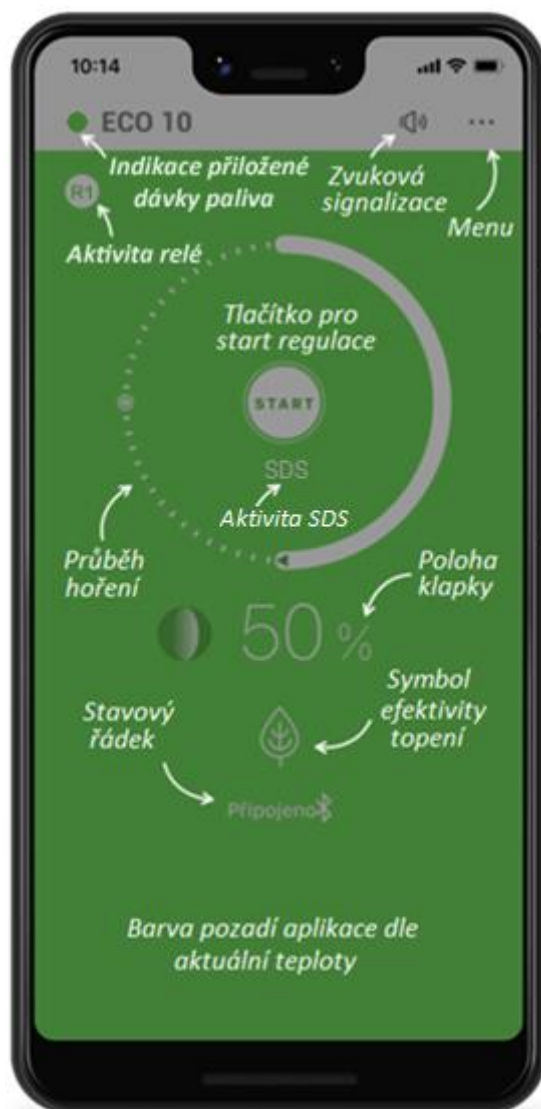 10:14
ECO 10
Indikace přiložené
dávky paliva
Zvuková
signalizace
Menu
R1
Aktivita relé
Tlačítko pro
start regulace
START
SDS
Aktivita SDS
Průběh
hoření
Poloha
klapky
50 %
Symbol
efektivity
topení
Stavový
řádek
Připojeno
Barva pozadí aplikace dle
aktuální teploty